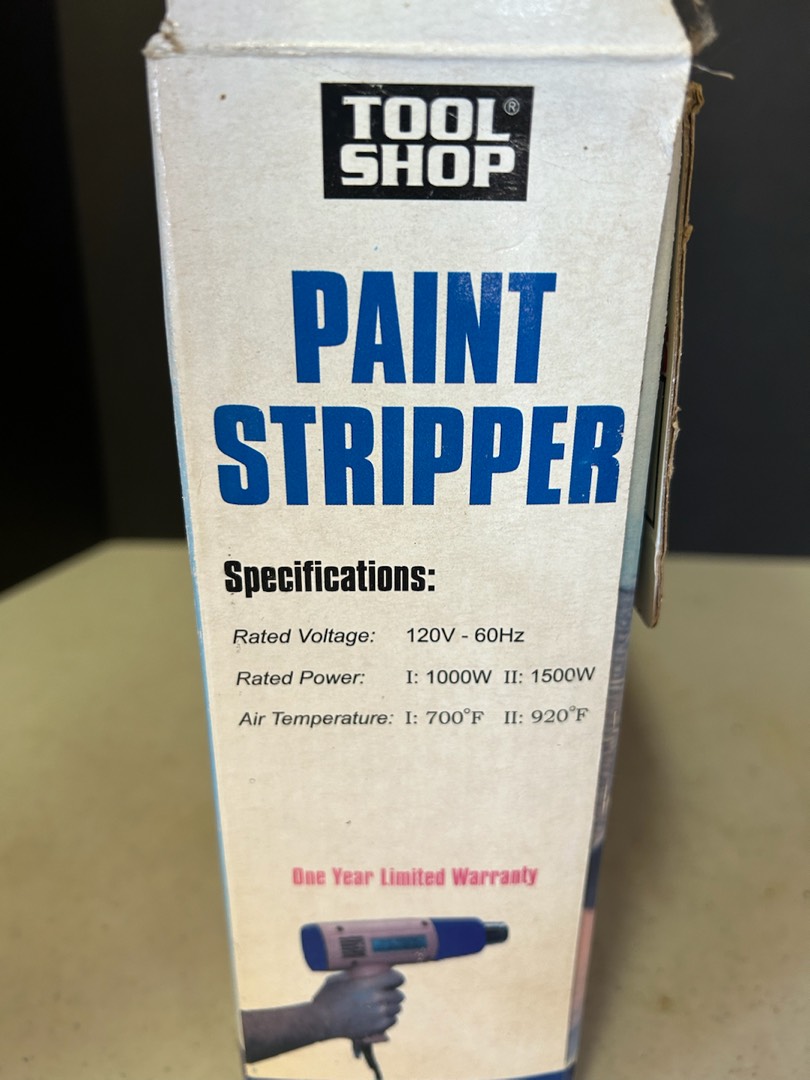 TOOL®
SHOP
PAINT
STRIPPER
Specifications:
Rated Voltage: 120V - 60Hz
Rated Power: I: 1000W II: 1500W
Air Temperature: I: 700°F II: 920°F
One Year Limited Warranty